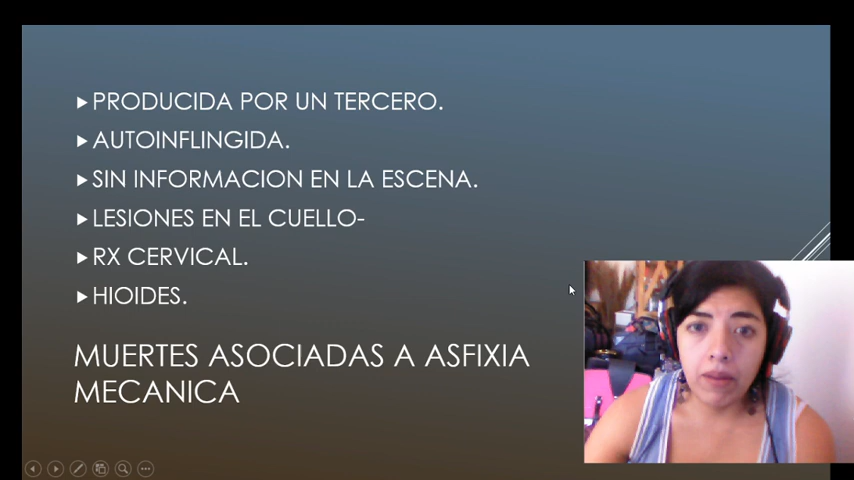 PRODUCIDA POR UN TERCERO.
AUTOINFLINGIDA.
SIN INFORMACION EN LA ESCENA.
LESIONES EN EL CUELLO-
RX CERVICAL.
HIOIDES.
MUERTES ASOCIADAS A ASFIXIA
MECANICA